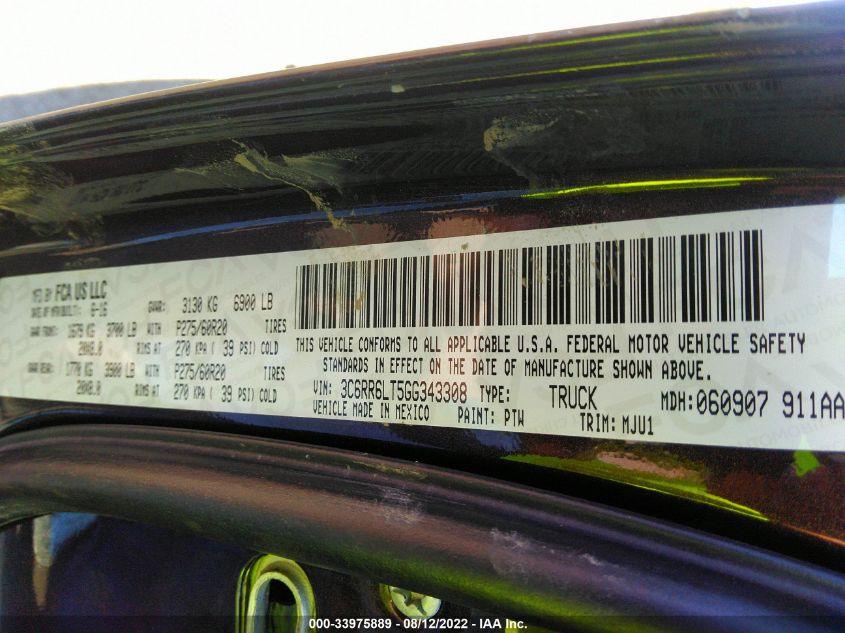 MFD BY FCA US LLC
DATE OF MFR/BUILT: 6-16
GVWR: 3130 KG 6900 LB
GAWR FRONT: 1679 KG 3700 LB WITH P275/60R20 TIRES
20X8.0 RIMS AT 270 KPA ( 39 PSI) COLD
GAWR REAR: 1770 KG 3900 LB WITH P275/60R20 TIRES
20X8.0 RIMS AT 270 KPA ( 39 PSI) COLD
THIS VEHICLE CONFORMS TO ALL APPLICABLE U.S.A. FEDERAL MOTOR VEHICLE SAFETY
STANDARDS IN EFFECT ON THE DATE OF MANUFACTURE SHOWN ABOVE.
VIN: 3C6RR6LT5GG343308 TYPE: TRUCK MDH:060907 911AA
VEHICLE MADE IN MEXICO PAINT: PTW TRIM: MJU1
000-33975889 - 08/12/2022 - IAA Inc.